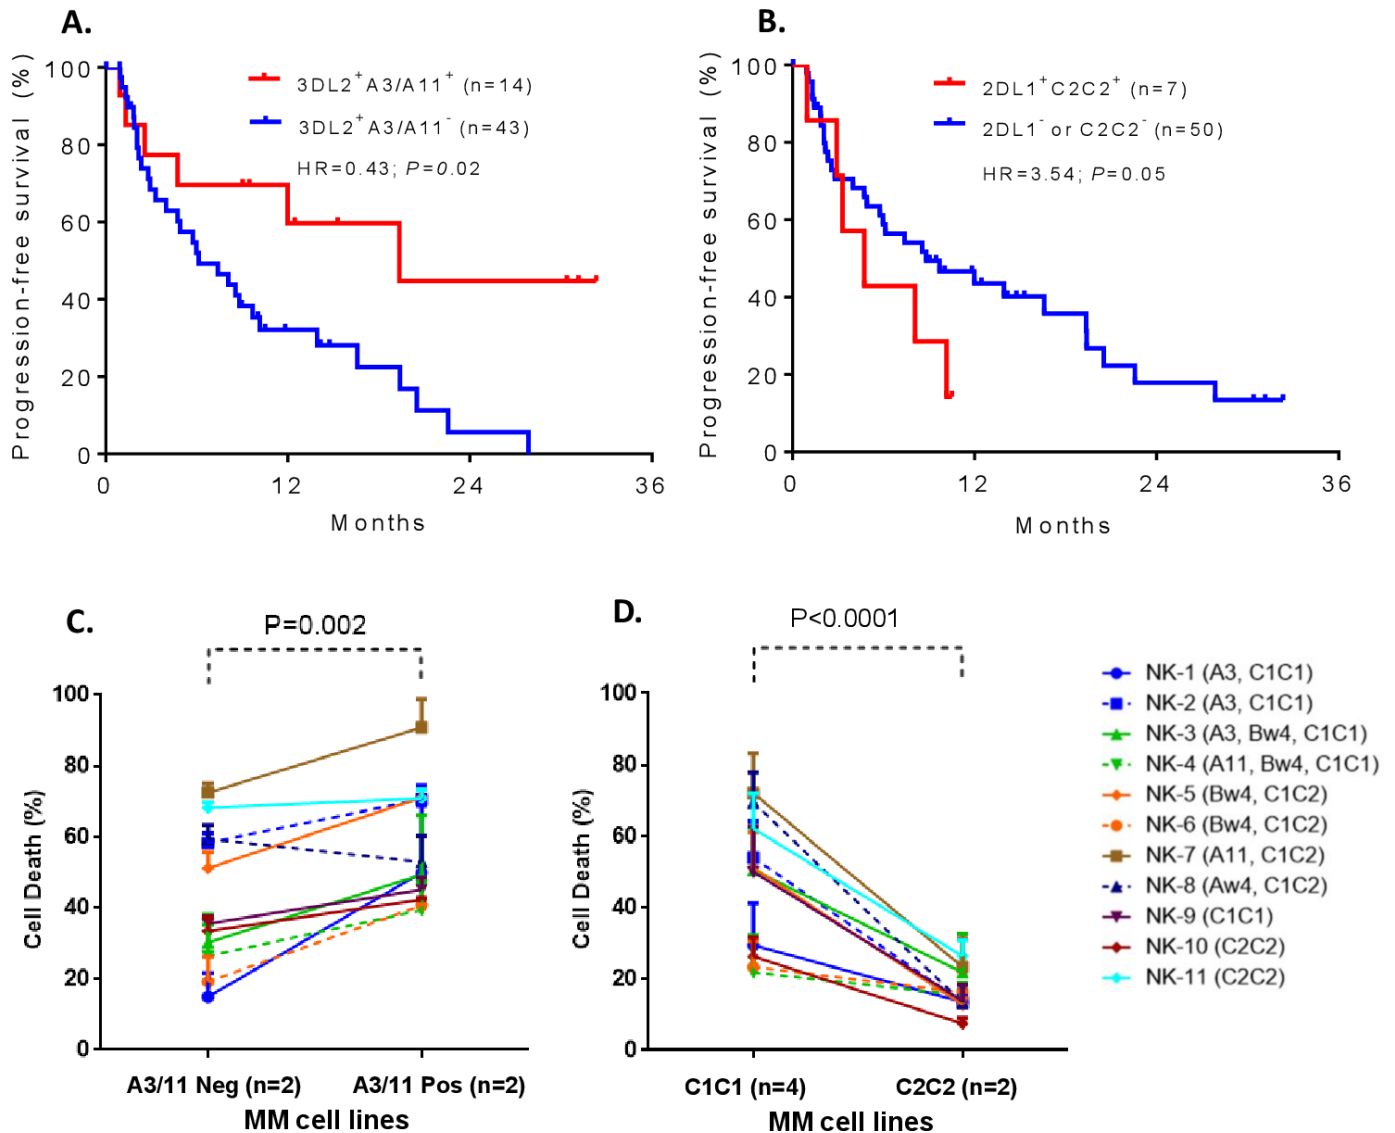 A.
Progression-free survival (%)
100
80
60
40
20
0
0 12 24 36
Months
3DL2+A3/A11+ (n=14)
3DL2+A3/A11- (n=43)
HR=0.43; P=0.02
B.
Progression-free survival (%)
100
80
60
40
20
0
0 12 24 36
Months
2DL1+C2C2+ (n=7)
2DL1- or C2C2- (n=50)
HR=3.54; P=0.05
C.
P=0.002
Cell Death (%)
100
80
60
40
20
0
A3/11 Neg (n=2) A3/11 Pos (n=2)
MM cell lines
D.
P<0.0001
Cell Death (%)
100
80
60
40
20
0
C1C1 (n=4) C2C2 (n=2)
MM cell lines
NK-1 (A3, C1C1)
NK-2 (A3, C1C1)
NK-3 (A3, Bw4, C1C1)
NK-4 (A11, Bw4, C1C1)
NK-5 (Bw4, C1C2)
NK-6 (Bw4, C1C2)
NK-7 (A11, C1C2)
NK-8 (Aw4, C1C2)
NK-9 (C1C1)
NK-10 (C2C2)
NK-11 (C2C2)